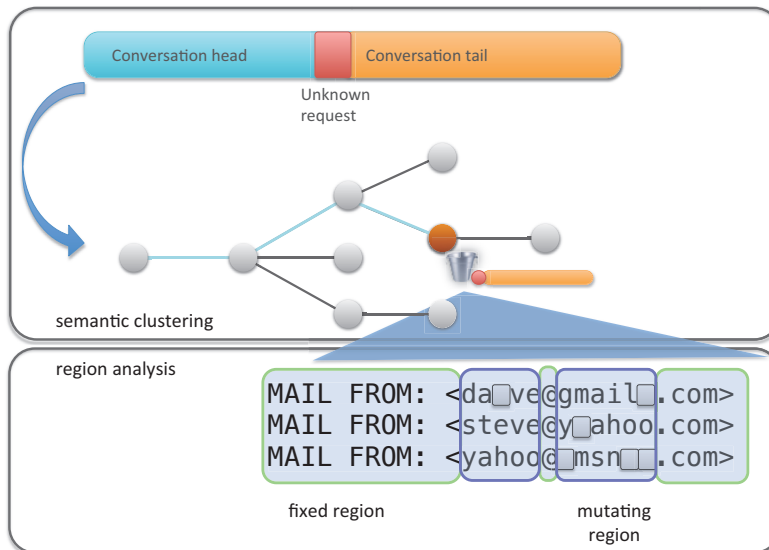 Conversation head
Conversation tail
Unknown
request
semantic clustering
region analysis
MAIL FROM: <da□ve@gmail□.com>
MAIL FROM: <steve@y□ahoo.com>
MAIL FROM: <yahoo@□msn□□.com>
fixed region
mutating
region